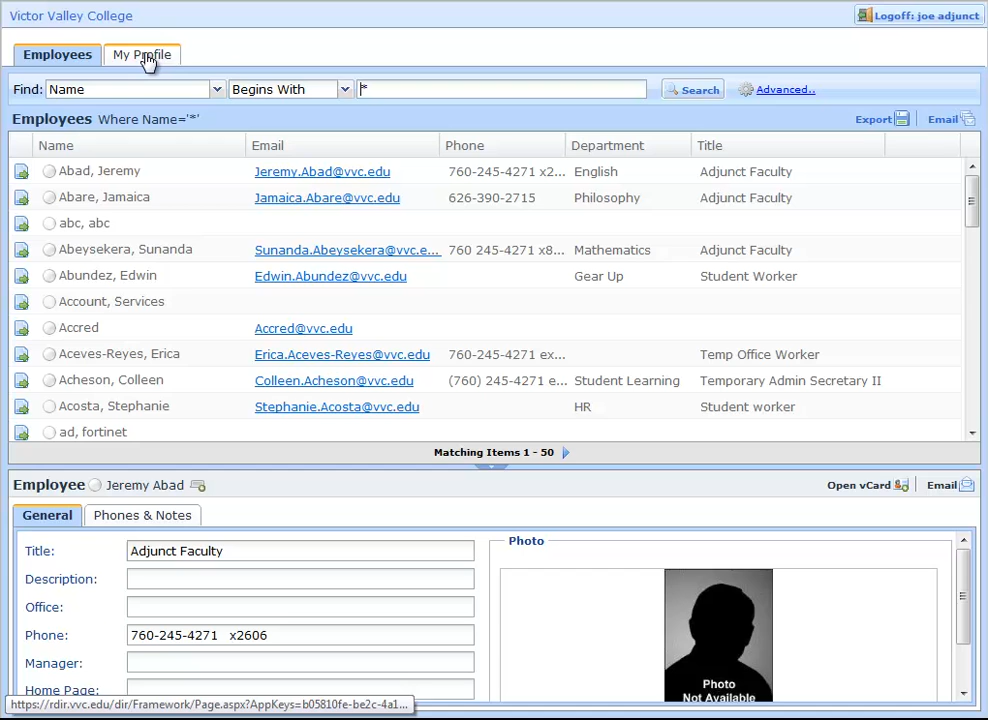 Victor Valley College
Logoff: joe adjunct
Employees My Profile
Find: Name Begins With * Search Advanced..
Employees Where Name='*' Export Email
Name Email Phone Department Title
Abad, Jeremy Jeremy.Abad@vvc.edu 760-245-4271 x2... English Adjunct Faculty
Abare, Jamaica Jamaica.Abare@vvc.edu 626-390-2715 Philosophy Adjunct Faculty
abc, abc
Abeysekera, Sunanda Sunanda.Abeysekera@vvc.e... 760 245-4271 x8... Mathematics Adjunct Faculty
Abundez, Edwin Edwin.Abundez@vvc.edu Gear Up Student Worker
Account, Services
Accred Accred@vvc.edu
Aceves-Reyes, Erica Erica.Aceves-Reyes@vvc.edu 760-245-4271 ex... Temp Office Worker
Acheson, Colleen Colleen.Acheson@vvc.edu (760) 245-4271 e... Student Learning Temporary Admin Secretary II
Acosta, Stephanie Stephanie.Acosta@vvc.edu HR Student worker
ad, fortinet
Matching Items 1 - 50
Employee Jeremy Abad Open vCard Email
General Phones & Notes
Title: Adjunct Faculty
Description:
Office:
Phone: 760-245-4271 x2606
Manager:
Home Page:
Photo
Photo
Not Available
https://rdir.vvc.edu/dir/Framework/Page.aspx?AppKeys=b05810fe-be2c-4a1...